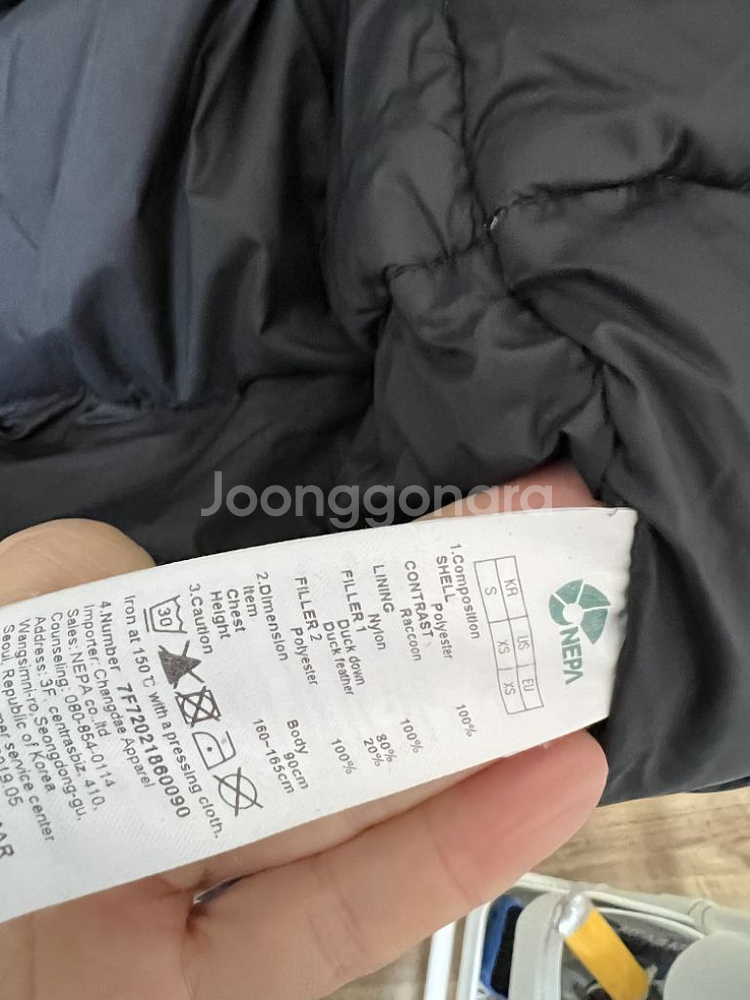 Joonggonara
NEPA
KR US EU
S XS XS
1.Composition
SHELL Polyester 100%
CONTRAST Raccoon 100%
LINING Nylon 100%
FILLER 1 Duck down 80%
Duck feather 20%
FILLER 2 Polyester 100%
2.Dimension
Item Body
Chest 90cm
Height 160~165cm
3.Caution
30
Iron at 150℃ with a pressing cloth.
4.Number 7F72021860090
Importer: Changdae Apparel
Sales: NEPA co.,ltd
Counseling: 080-854-0114
Address: 3F, centrasbiz, 410,
Wangsimni-ro, Seongdong-gu,
Seoul, Republic of Korea
service center
2019.05